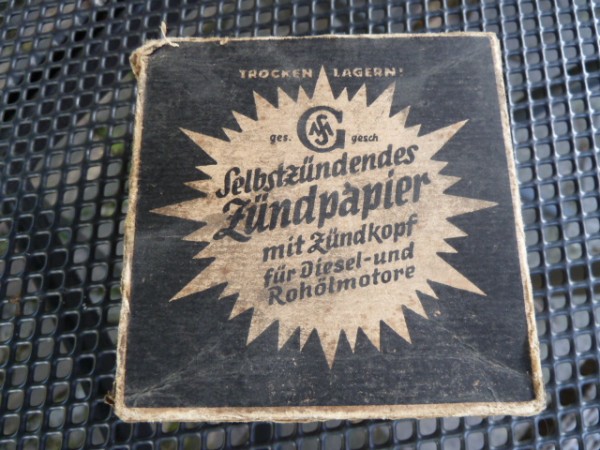 TROCKEN LAGERN!
ges. gesch
Selbstzündendes
Zündpapier
mit Zündkopf
für Diesel-und
Rohölmotore